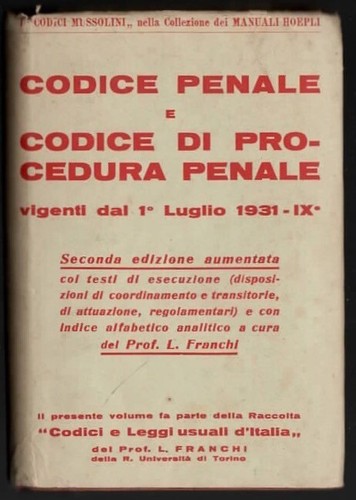 I "CODICI MUSSOLINI„ nella Collezione dei MANUALI HOEPLI
CODICE PENALE
E
CODICE DI PRO-
CEDURA PENALE
vigenti dal 1° Luglio 1931 - IX°
Seconda edizione aumentata
coi testi di esecuzione (disposi-
zioni di coordinamento e transitorie,
di attuazione, regolamentari) e con
indice alfabetico analitico a cura
del Prof. L. Franchi
Il presente volume fa parte della Raccolta
"Codici e Leggi usuali d'Italia„
del Prof. L. FRANCHI
della R. Università di Torino